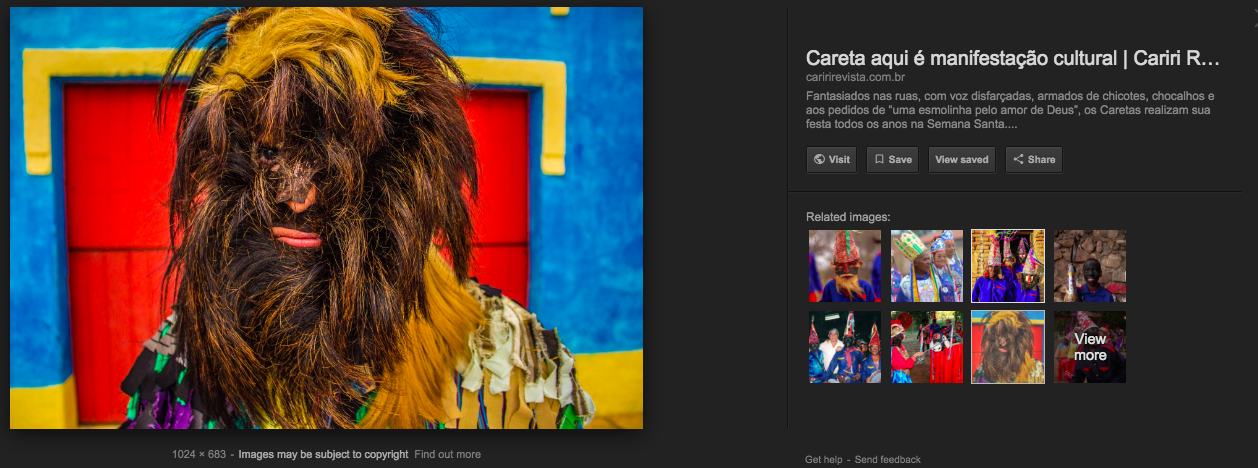 Careta aqui é manifestação cultural | Cariri R...
caririrevista.com.br
Fantasiados nas ruas, com voz disfarçadas, armados de chicotes, chocalhos e
aos pedidos de “uma esmolinha pelo amor de Deus”, os Caretas realizam sua
festa todos os anos na Semana Santa....
Visit
Save
View saved
Share
Related images:
View
more
1024 × 683 - Images may be subject to copyright Find out more
Get help - Send feedback